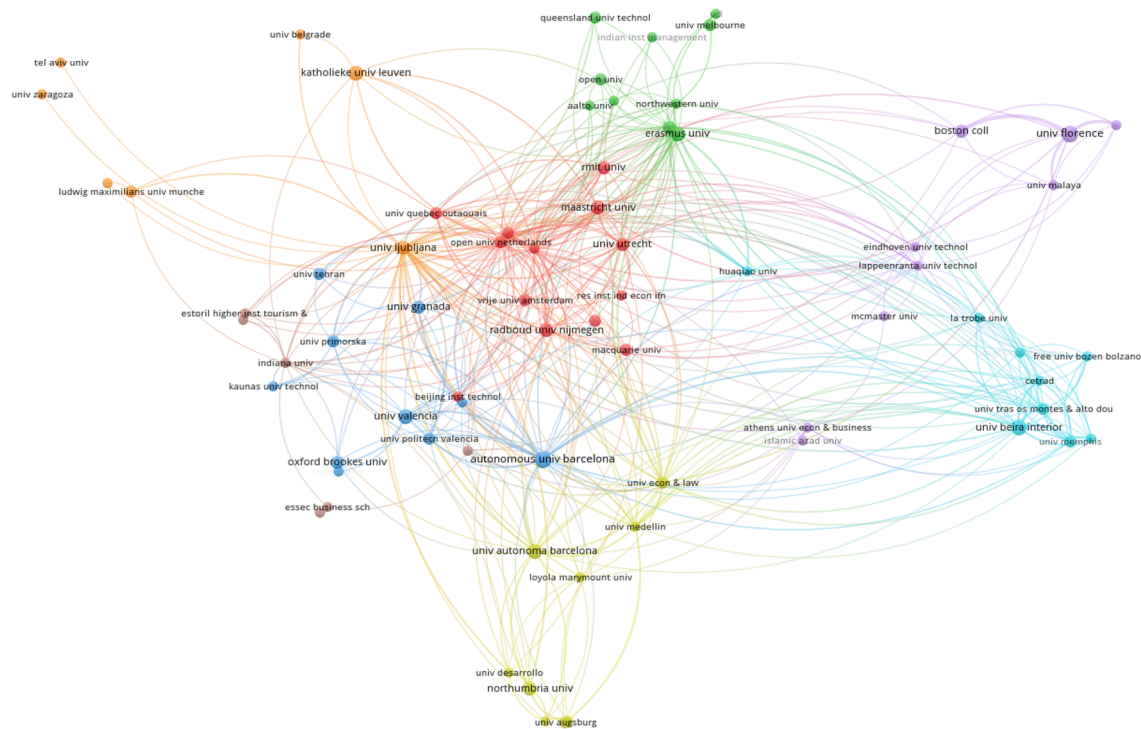 queensland univ technol
ucl
univ melbourne
univ belgrade
indian inst management
tel aviv univ
katholieke univ leuven
open univ
univ zaragoza
aalto univ
northwestern univ
erasmus univ
boston coll
univ florence
rmit univ
ludwig maximilians univ munche
univ malaya
univ quebec outaouais
maastricht univ
univ ljubljana
open univ netherlands
univ utrecht
eindhoven univ technol
lappeenranta univ technol
univ tehran
huaqiao univ
vrije univ amsterdam
res inst ind econ ifn
univ granada
estoril higher inst tourism &
mcmaster univ
la trobe univ
radboud univ nijmegen
univ primorska
macquarie univ
free univ bozen bolzano
indiana univ
cetrad
kaunas univ technol
beijing inst technol
univ tras os montes & alto dou
univ valencia
athens univ econ & business
univ beira interior
univ politecn valencia
islamic azad univ
univ memphis
oxford brookes univ
autonomous univ barcelona
univ econ & law
essec business sch
univ medellin
univ autonoma barcelona
loyola marymount univ
univ desarrollo
northumbria univ
univ augsburg